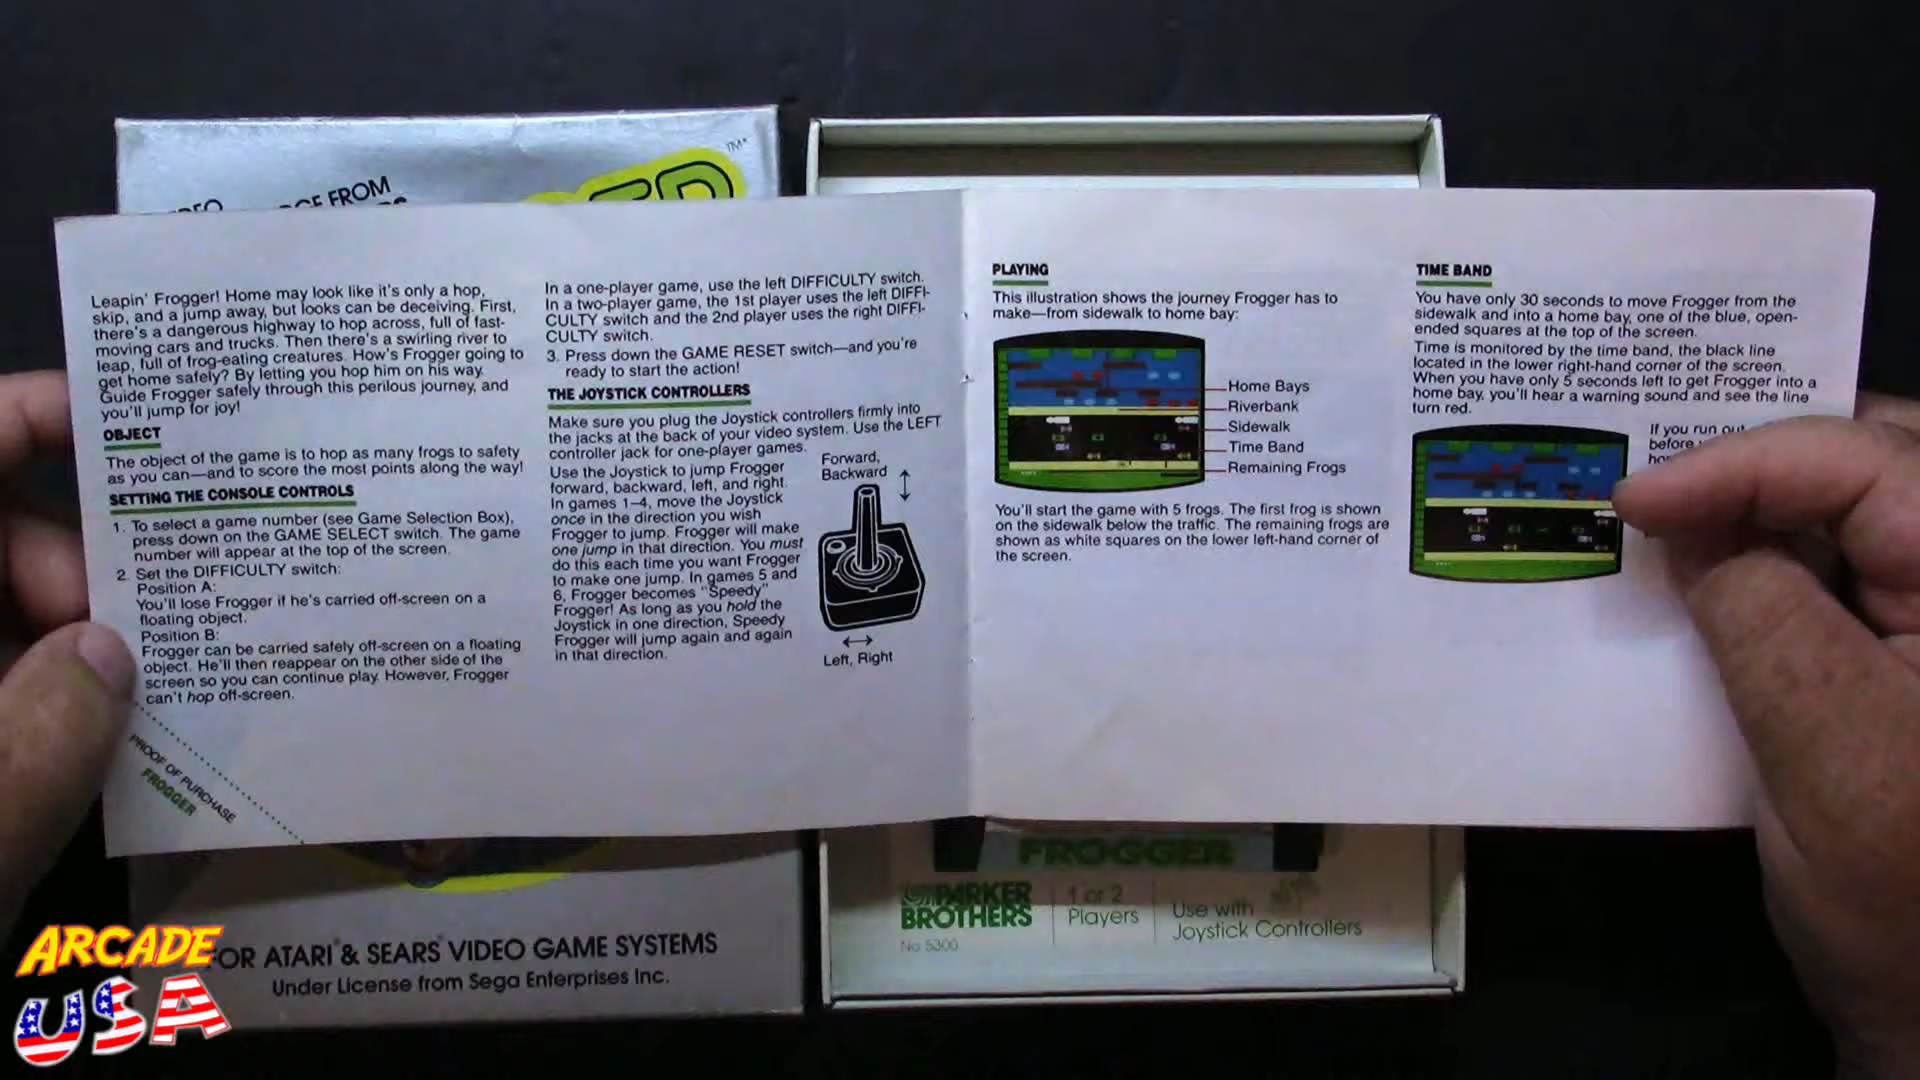 GE FROM
TM*
Leapin' Frogger! Home may look like it's only a hop,
skip, and a jump away, but looks can be deceiving. First,
there's a dangerous highway to hop across, full of fast-
moving cars and trucks. Then there's a swirling river to
leap, full of frog-eating creatures. How's Frogger going to
get home safely? By letting you hop him on his way.
Guide Frogger safely through this perilous journey, and
you'll jump for joy!
OBJECT
The object of the game is to hop as many frogs to safety
as you can—and to score the most points along the way!
SETTING THE CONSOLE CONTROLS
1. To select a game number (see Game Selection Box),
press down on the GAME SELECT switch. The game
number will appear at the top of the screen.
2. Set the DIFFICULTY switch:
Position A:
You'll lose Frogger if he's carried off-screen on a
floating object.
Position B:
Frogger can be carried safely off-screen on a floating
object. He'll then reappear on the other side of the
screen so you can continue play. However, Frogger
can't hop off-screen.
PROOF OF PURCHASE
FROGGER
In a one-player game, use the left DIFFICULTY switch.
In a two-player game, the 1st player uses the left DIFFI-
CULTY switch and the 2nd player uses the right DIFFI-
CULTY switch.
3. Press down the GAME RESET switch—and you're
ready to start the action!
THE JOYSTICK CONTROLLERS
Make sure you plug the Joystick controllers firmly into
the jacks at the back of your video system. Use the LEFT
controller jack for one-player games.
Use the Joystick to jump Frogger
forward, backward, left, and right.
In games 1–4, move the Joystick
once in the direction you wish
Frogger to jump. Frogger will make
one jump in that direction. You must
do this each time you want Frogger
to make one jump. In games 5 and
6, Frogger becomes "Speedy"
Frogger! As long as you hold the
Joystick in one direction, Speedy
Frogger will jump again and again
in that direction.
Forward,
Backward
Left, Right
PLAYING
This illustration shows the journey Frogger has to
make—from sidewalk to home bay:
Home Bays
Riverbank
Sidewalk
Time Band
Remaining Frogs
You'll start the game with 5 frogs. The first frog is shown
on the sidewalk below the traffic. The remaining frogs are
shown as white squares on the lower left-hand corner of
the screen.
TIME BAND
You have only 30 seconds to move Frogger from the
sidewalk and into a home bay, one of the blue, open-
ended squares at the top of the screen.
Time is monitored by the time band, the black line
located in the lower right-hand corner of the screen.
When you have only 5 seconds left to get Frogger into a
home bay, you'll hear a warning sound and see the line
turn red.
If you run out
before
FROGGER
PARKER
BROTHERS
No 5300
1 or 2
Players
Use with
Joystick Controllers
FOR ATARI® & SEARS® VIDEO GAME SYSTEMS
Under License from Sega Enterprises Inc.
ARCADE
USA